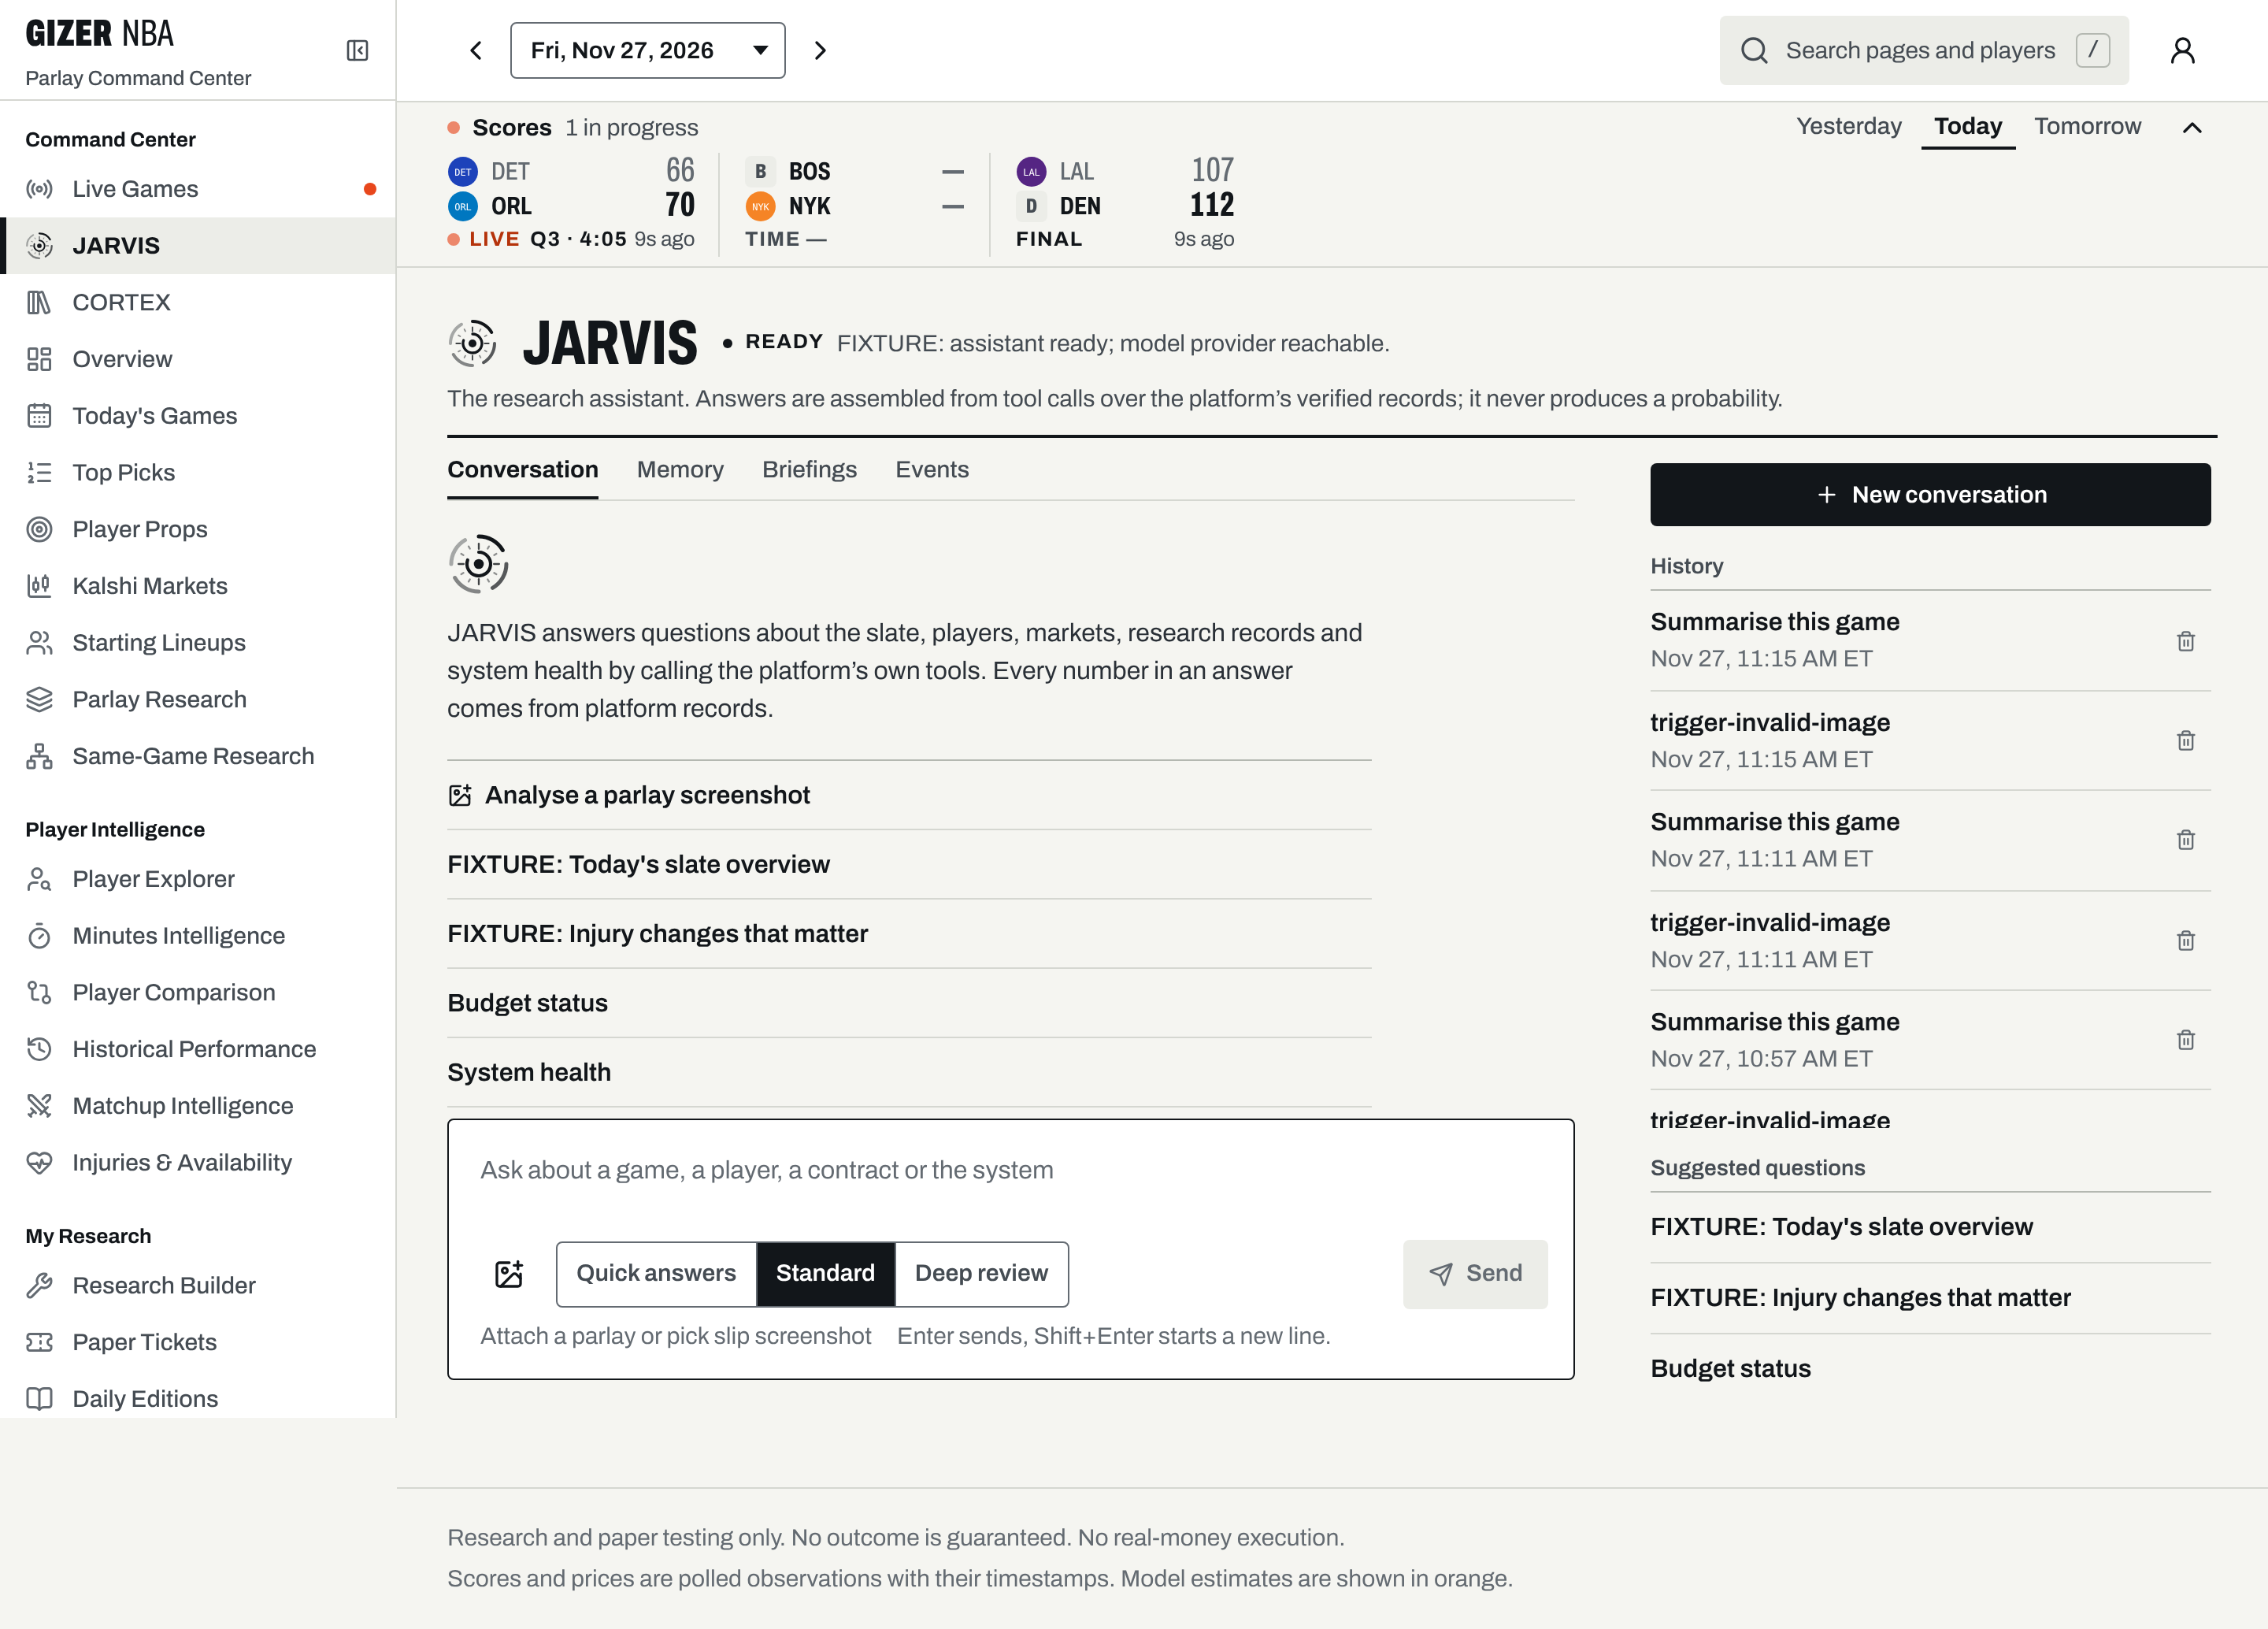 GIZER NBA
Parlay Command Center
Fri, Nov 27, 2026
Search pages and players /
Command Center
Live Games
JARVIS
CORTEX
Overview
Today's Games
Top Picks
Player Props
Kalshi Markets
Starting Lineups
Parlay Research
Same-Game Research
Player Intelligence
Player Explorer
Minutes Intelligence
Player Comparison
Historical Performance
Matchup Intelligence
Injuries & Availability
My Research
Research Builder
Paper Tickets
Daily Editions
Scores 1 in progress
Yesterday Today Tomorrow
DET DET 66
ORL ORL 70
LIVE Q3 · 4:05 9s ago
B BOS —
NYK NYK —
TIME —
LAL LAL 107
D DEN 112
FINAL 9s ago
JARVIS • READY FIXTURE: assistant ready; model provider reachable.
The research assistant. Answers are assembled from tool calls over the platform’s verified records; it never produces a probability.
Conversation Memory Briefings Events
JARVIS answers questions about the slate, players, markets, research records and
system health by calling the platform’s own tools. Every number in an answer
comes from platform records.
Analyse a parlay screenshot
FIXTURE: Today's slate overview
FIXTURE: Injury changes that matter
Budget status
System health
Ask about a game, a player, a contract or the system
Quick answers Standard Deep review
Send
Attach a parlay or pick slip screenshot Enter sends, Shift+Enter starts a new line.
+ New conversation
History
Summarise this game
Nov 27, 11:15 AM ET
trigger-invalid-image
Nov 27, 11:15 AM ET
Summarise this game
Nov 27, 11:11 AM ET
trigger-invalid-image
Nov 27, 11:11 AM ET
Summarise this game
Nov 27, 10:57 AM ET
trigger-invalid-image
Suggested questions
FIXTURE: Today's slate overview
FIXTURE: Injury changes that matter
Budget status
Research and paper testing only. No outcome is guaranteed. No real-money execution.
Scores and prices are polled observations with their timestamps. Model estimates are shown in orange.